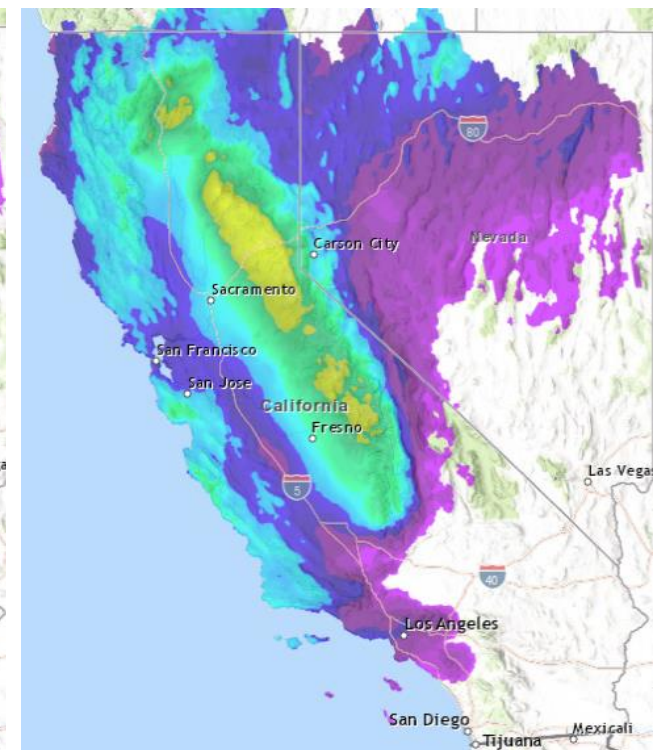 80
Carson City
Nevada
Sacramento
San Francisco
San Jose
California
Fresno
Las Vegas
5
40
Los Angeles
San Diego
Tijuana
Mexicali